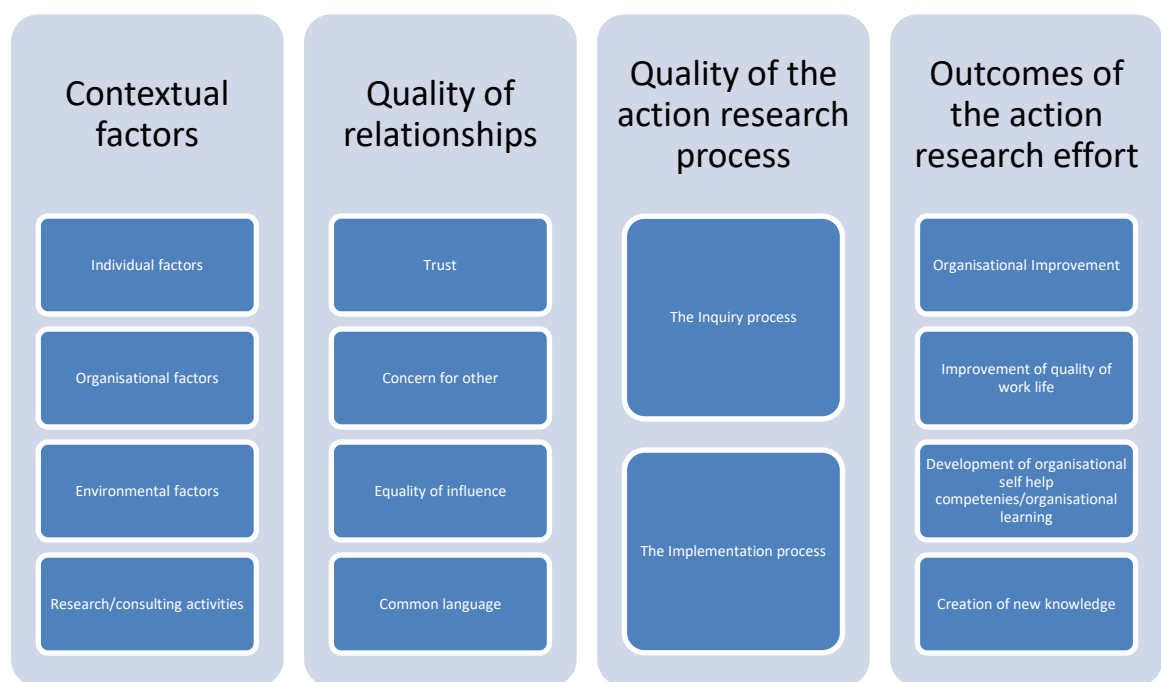 Contextual
factors
Individual factors
Organisational factors
Environmental factors
Research/consulting activities
Quality of
relationships
Trust
Concern for other
Equality of influence
Common language
Quality of the
action research
process
The Inquiry process
The Implementation process
Outcomes of
the action
research effort
Organisational Improvement
Improvement of quality of
work life
Development of organisational
self help
competenies/organisational
learning
Creation of new knowledge